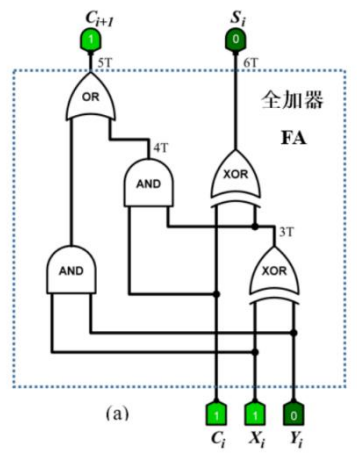 C_{i+1} S_i
1 0
5T 6T
OR 全加器
FA
4T
AND XOR
3T
AND XOR
(a) 1 1 0
C_i X_i Y_i